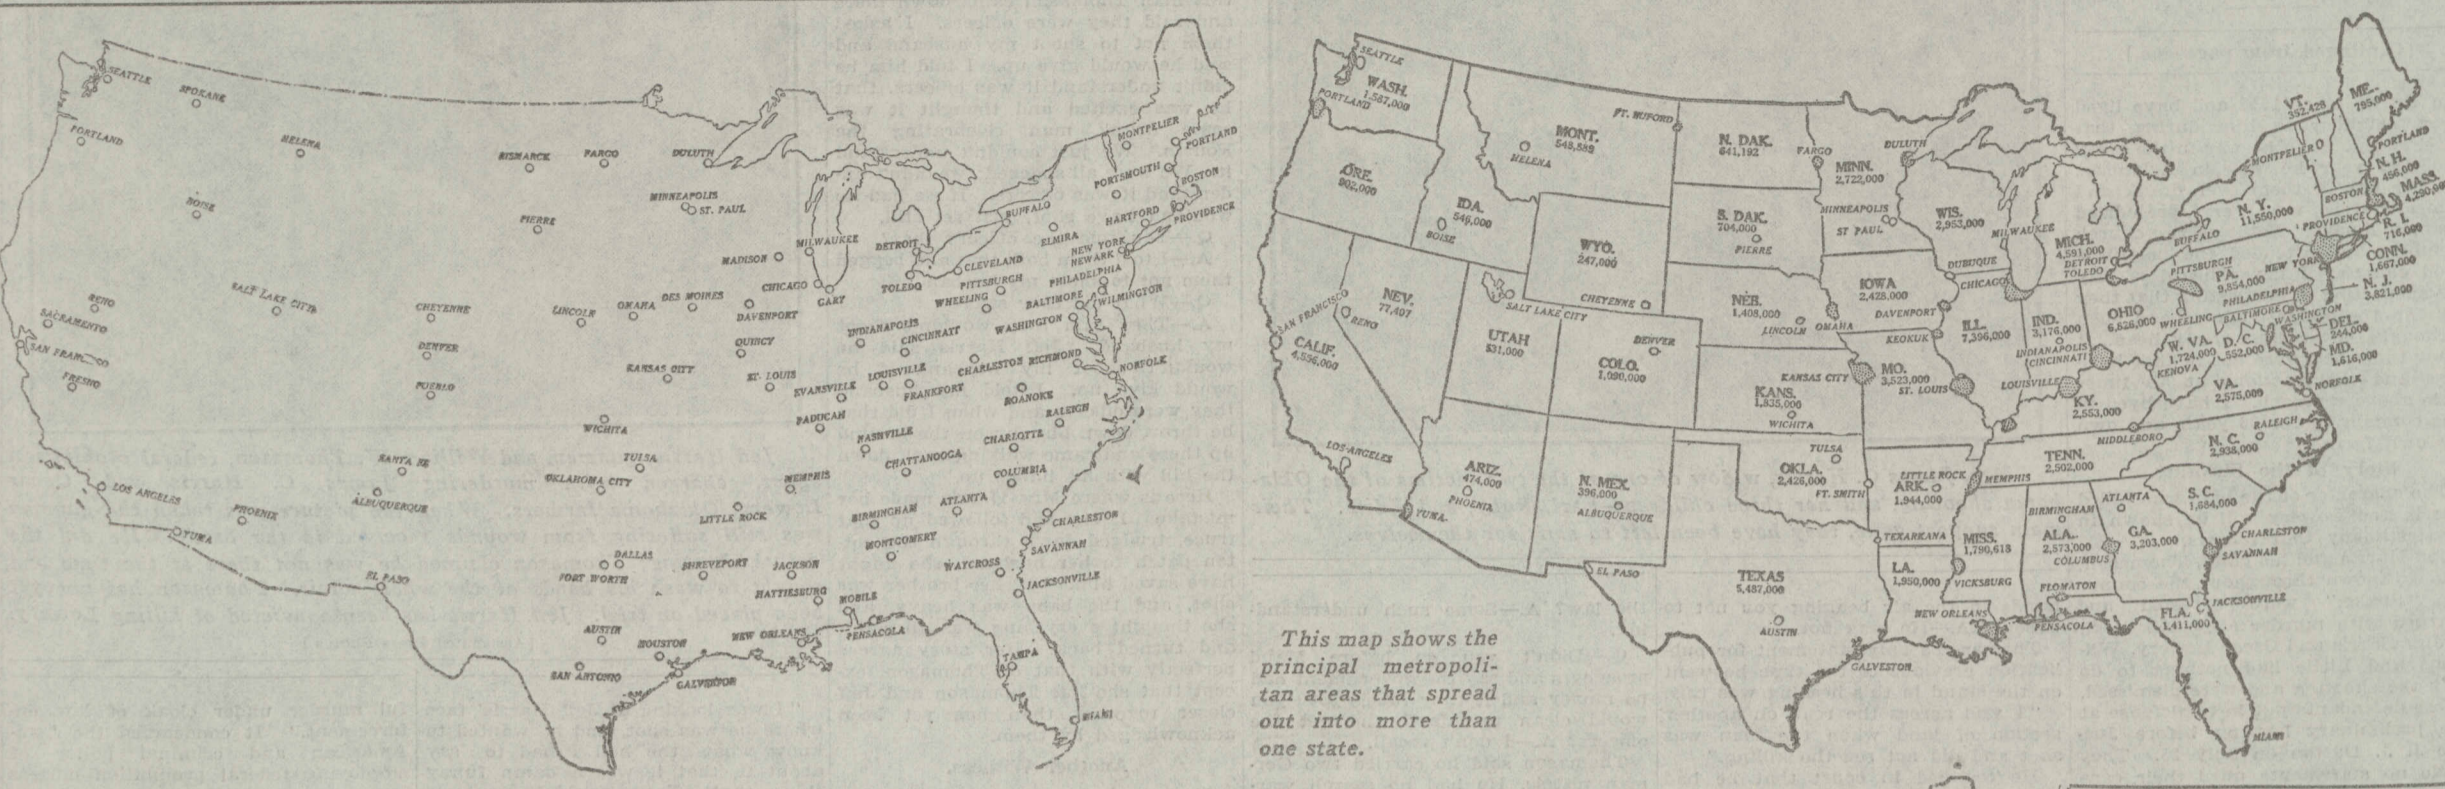 SEATTLE
SPOKANE
PORTLAND
HELENA
BISMARCK
FARGO
DULUTH
MONTPELIER
PORTLAND
BOISE
PIERRE
MINNEAPOLIS
ST. PAUL
PORTSMOUTH
BOSTON
BUFFALO
HARTFORD
PROVIDENCE
MILWAUKEE
DETROIT
ELMIRA
NEW YORK
NEWARK
MADISON
CLEVELAND
CHICAGO
GARY
TOLEDO
PITTSBURGH
PHILADELPHIA
WHEELING
BALTIMORE
WILMINGTON
RENO
SALT LAKE CITY
CHEYENNE
LINCOLN
OMAHA
DES MOINES
DAVENPORT
SACRAMENTO
INDIANAPOLIS
CINCINNATI
WASHINGTON
SAN FRANCISCO
DENVER
QUINCY
FRESNO
PUEBLO
KANSAS CITY
ST. LOUIS
EVANSVILLE
LOUISVILLE
FRANKFORT
CHARLESTON
RICHMOND
NORFOLK
ROANOKE
RALEIGH
WICHITA
PADUCAH
NASHVILLE
CHARLOTTE
SANTA FE
TULSA
CHATTANOOGA
COLUMBIA
LOS ANGELES
PHOENIX
ALBUQUERQUE
OKLAHOMA CITY
MEMPHIS
LITTLE ROCK
BIRMINGHAM
ATLANTA
CHARLESTON
YUMA
MONTGOMERY
SAVANNAH
DALLAS
FORT WORTH
SHREVEPORT
JACKSON
WAYCROSS
JACKSONVILLE
EL PASO
HATTIESBURG
MOBILE
AUSTIN
HOUSTON
NEW ORLEANS
PENSACOLA
SAN ANTONIO
GALVESTON
TAMPA
MIAMI
SEATTLE
WASH.
1,587,000
PORTLAND
MONT.
548,889
HELENA
FT. BUFORD
N. DAK.
641,192
FARGO
DULUTH
MINN.
2,722,000
VT.
352,428
ME.
795,000
MONTPELIER
PORTLAND
N. H.
456,000
MASS.
BOSTON
ORE.
902,000
IDA.
546,000
BOISE
WYO.
247,000
S. DAK.
704,000
PIERRE
MINNEAPOLIS
ST PAUL
WIS.
2,953,000
MILWAUKEE
MICH.
4,591,000
DETROIT
TOLEDO
N. Y.
11,550,000
BUFFALO
PROVIDENCE
R. I.
716,000
CONN.
1,667,000
N. J.
3,821,000
NEW YORK
PITTSBURGH
PA.
9,854,000
PHILADELPHIA
DUBUQUE
CHICAGO
IOWA
2,428,000
DAVENPORT
KEOKUK
CHEYENNE
NEB.
1,408,000
LINCOLN
OMAHA
SAN FRANCISCO
NEV.
77,407
RENO
SALT LAKE CITY
UTAH
531,000
CALIF.
4,556,000
COLO.
1,090,000
DENVER
ILL.
7,396,000
IND.
3,176,000
INDIANAPOLIS
CINCINNATI
OHIO
6,826,000
WHEELING
BALTIMORE
WASHINGTON
DEL.
244,000
MD.
1,616,000
W. VA.
1,724,000
D. C.
552,000
KENOVA
VA.
2,575,000
NORFOLK
KANSAS CITY
MO.
3,523,000
ST. LOUIS
LOUISVILLE
KY.
2,553,000
KANS.
1,835,000
WICHITA
MIDDLESBORO
N. C.
2,938,000
RALEIGH
LOS ANGELES
YUMA
ARIZ.
474,000
PHOENIX
N. MEX.
396,000
ALBUQUERQUE
TULSA
OKLA.
2,426,000
FT. SMITH
LITTLE ROCK
ARK.
1,944,000
MEMPHIS
TENN.
2,502,000
S. C.
1,864,000
ATLANTA
BIRMINGHAM
ALA.
2,573,000
COLUMBUS
GA.
3,203,000
CHARLESTON
SAVANNAH
TEXARKANA
MISS.
1,790,618
LA.
1,950,000
VICKSBURG
EL PASO
TEXAS
5,487,000
AUSTIN
GALVESTON
NEW ORLEANS
FLOMATON
PENSACOLA
FLA.
1,411,000
JACKSONVILLE
MIAMI
This map shows the
principal metropoli-
tan areas that spread
out into more than
one state.